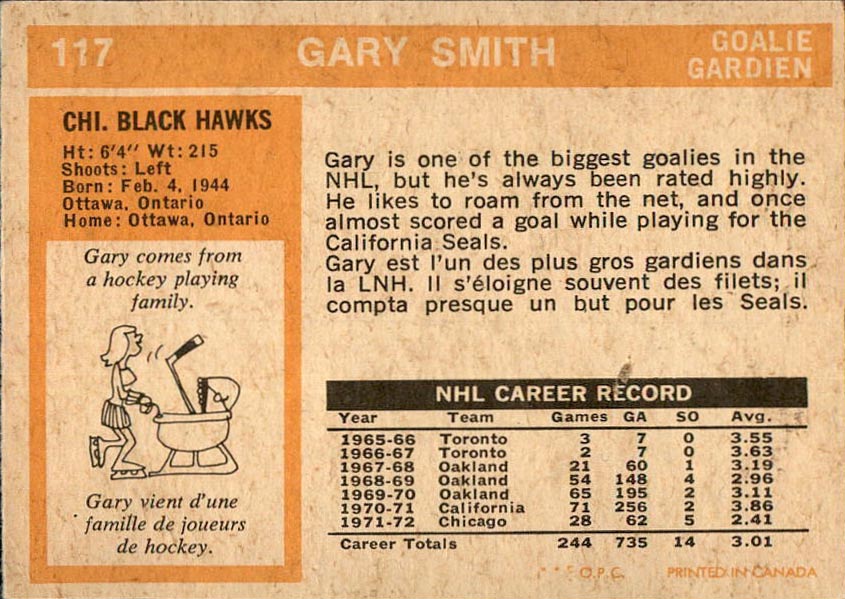 117 GARY SMITH GOALIE
GARDIEN
CHI. BLACK HAWKS
Ht: 6'4'' Wt: 215
Shoots: Left
Born: Feb. 4, 1944
Ottawa, Ontario
Home: Ottawa, Ontario
Gary comes from
a hockey playing
family.
Gary vient d'une
famille de joueurs
de hockey.
Gary is one of the biggest goalies in the
NHL, but he's always been rated highly.
He likes to roam from the net, and once
almost scored a goal while playing for the
California Seals.
Gary est l'un des plus gros gardiens dans
la LNH. Il s'éloigne souvent des filets; il
compta presque un but pour les Seals.
NHL CAREER RECORD
Year Team Games GA SO Avg.
1965-66 Toronto 3 7 0 3.55
1966-67 Toronto 2 7 0 3.63
1967-68 Oakland 21 60 1 3.19
1968-69 Oakland 54 148 4 2.96
1969-70 Oakland 65 195 2 3.11
1970-71 California 71 256 2 3.86
1971-72 Chicago 28 62 5 2.41
Career Totals 244 735 14 3.01
O.P.C. PRINTED IN CANADA